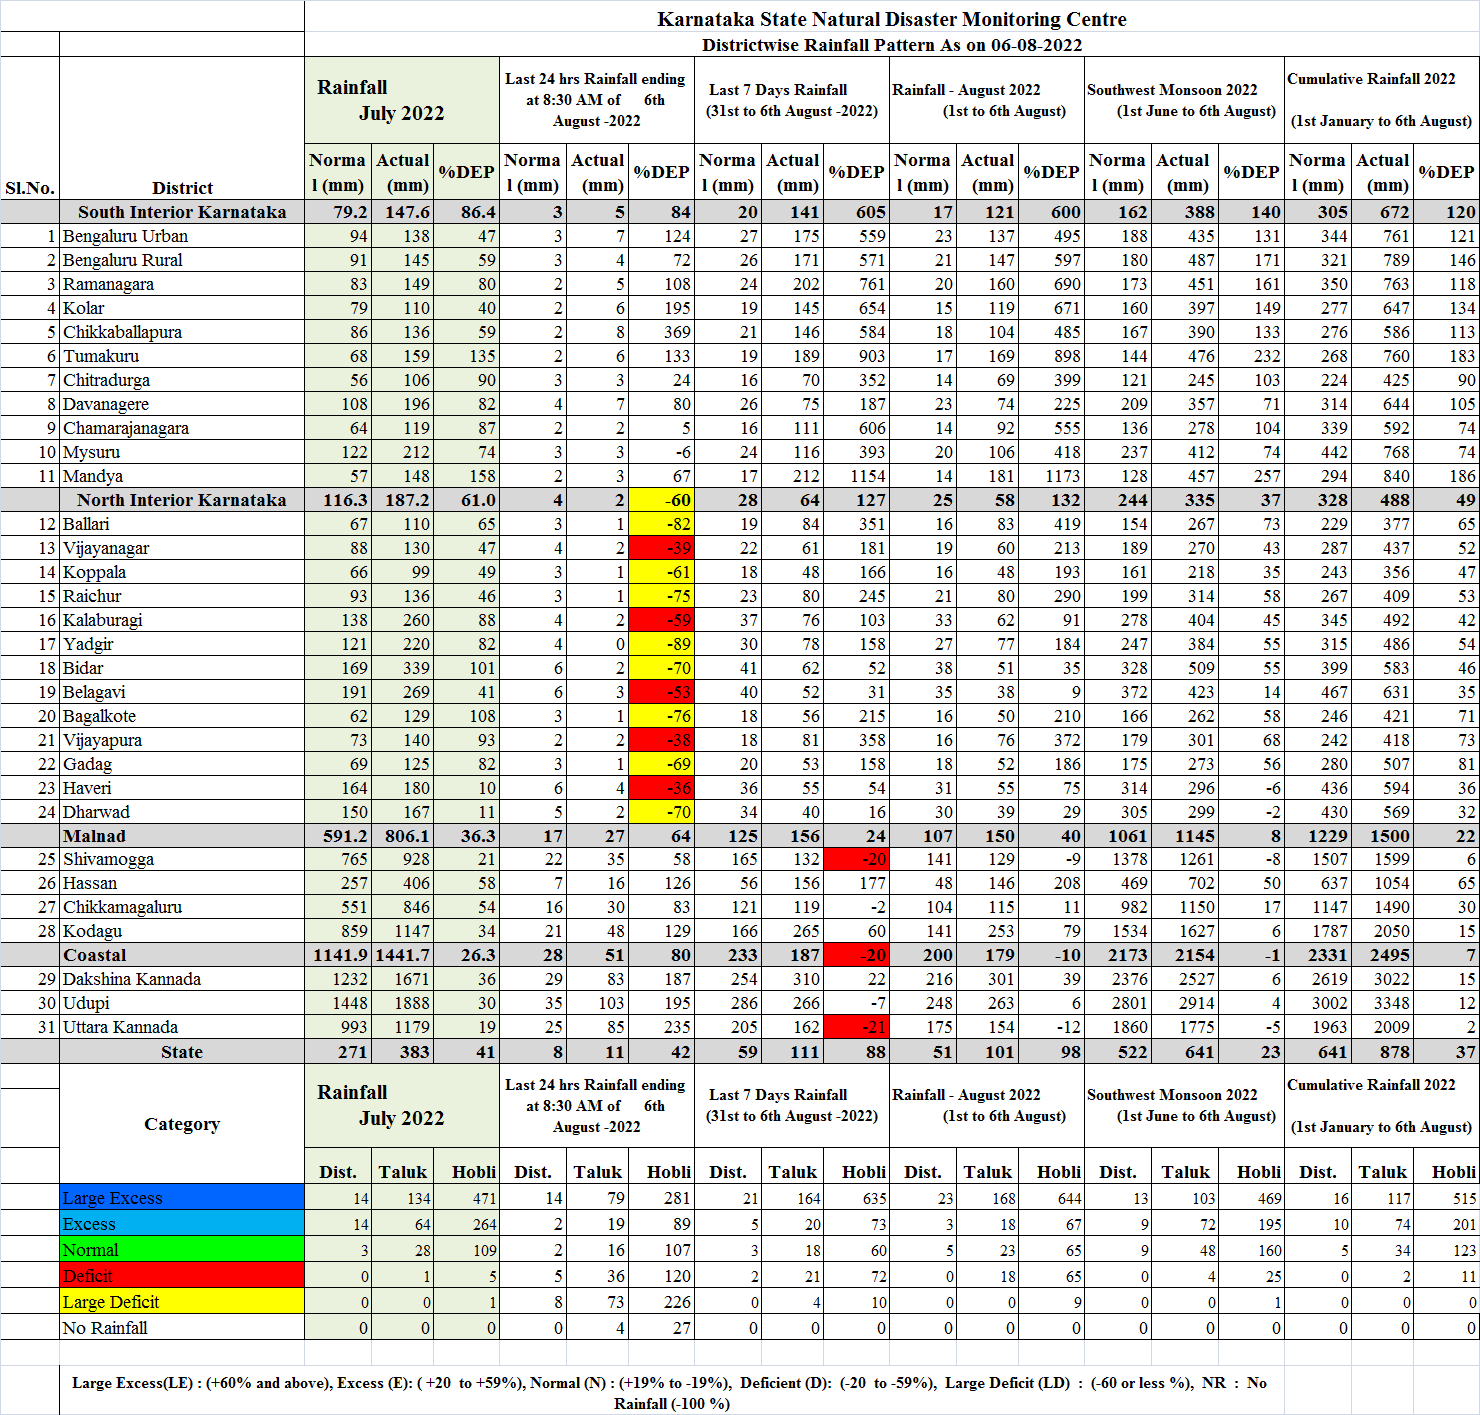 Karnataka State Natural Disaster Monitoring Centre
Districtwise Rainfall Pattern As on 06-08-2022
Sl.No. District Rainfall July 2022 Last 24 hrs Rainfall ending at 8:30 AM of 6th August -2022 Last 7 Days Rainfall (31st to 6th August -2022) Rainfall - August 2022 (1st to 6th August) Southwest Monsoon 2022 (1st June to 6th August) Cumulative Rainfall 2022 (1st January to 6th August)
Normal (mm) Actual (mm) %DEP Normal (mm) Actual (mm) %DEP Normal (mm) Actual (mm) %DEP Normal (mm) Actual (mm) %DEP Normal (mm) Actual (mm) %DEP Normal (mm) Actual (mm) %DEP
South Interior Karnataka 79.2 147.6 86.4 3 5 84 20 141 605 17 121 600 162 388 140 305 672 120
1 Bengaluru Urban 94 138 47 3 7 124 27 175 559 23 137 495 188 435 131 344 761 121
2 Bengaluru Rural 91 145 59 3 4 72 26 171 571 21 147 597 180 487 171 321 789 146
3 Ramanagara 83 149 80 2 5 108 24 202 761 20 160 690 173 451 161 350 763 118
4 Kolar 79 110 40 2 6 195 19 145 654 15 119 671 160 397 149 277 647 134
5 Chikkaballapura 86 136 59 2 8 369 21 146 584 18 104 485 167 390 133 276 586 113
6 Tumakuru 68 159 135 2 6 133 19 189 903 17 169 898 144 476 232 268 760 183
7 Chitradurga 56 106 90 3 3 24 16 70 352 14 69 399 121 245 103 224 425 90
8 Davanagere 108 196 82 4 7 80 26 75 187 23 74 225 209 357 71 314 644 105
9 Chamarajanagara 64 119 87 2 2 5 16 111 606 14 92 555 136 278 104 339 592 74
10 Mysuru 122 212 74 3 3 -6 24 116 393 20 106 418 237 412 74 442 768 74
11 Mandya 57 148 158 2 3 67 17 212 1154 14 181 1173 128 457 257 294 840 186
North Interior Karnataka 116.3 187.2 61.0 4 2 -60 28 64 127 25 58 132 244 335 37 328 488 49
12 Ballari 67 110 65 3 1 -82 19 84 351 16 83 419 154 267 73 229 377 65
13 Vijayanagar 88 130 47 4 2 -39 22 61 181 19 60 213 189 270 43 287 437 52
14 Koppala 66 99 49 3 1 -61 18 48 166 16 48 193 161 218 35 243 356 47
15 Raichur 93 136 46 3 1 -75 23 80 245 21 80 290 199 314 58 267 409 53
16 Kalaburagi 138 260 88 4 2 -59 37 76 103 33 62 91 278 404 45 345 492 42
17 Yadgir 121 220 82 4 0 -89 30 78 158 27 77 184 247 384 55 315 486 54
18 Bidar 169 339 101 6 2 -70 41 62 52 38 51 35 328 509 55 399 583 46
19 Belagavi 191 269 41 6 3 -53 40 52 31 35 38 9 372 423 14 467 631 35
20 Bagalkote 62 129 108 3 1 -76 18 56 215 16 50 210 166 262 58 246 421 71
21 Vijayapura 73 140 93 2 2 -38 18 81 358 16 76 372 179 301 68 242 418 73
22 Gadag 69 125 82 3 1 -69 20 53 158 18 52 186 175 273 56 280 507 81
23 Haveri 164 180 10 6 4 -36 36 55 54 31 55 75 314 296 -6 436 594 36
24 Dharwad 150 167 11 5 2 -70 34 40 16 30 39 29 305 299 -2 430 569 32
Malnad 591.2 806.1 36.3 17 27 64 125 156 24 107 150 40 1061 1145 8 1229 1500 22
25 Shivamogga 765 928 21 22 35 58 165 132 -20 141 129 -9 1378 1261 -8 1507 1599 6
26 Hassan 257 406 58 7 16 126 56 156 177 48 146 208 469 702 50 637 1054 65
27 Chikkamagaluru 551 846 54 16 30 83 121 119 -2 104 115 11 982 1150 17 1147 1490 30
28 Kodagu 859 1147 34 21 48 129 166 265 60 141 253 79 1534 1627 6 1787 2050 15
Coastal 1141.9 1441.7 26.3 28 51 80 233 187 -20 200 179 -10 2173 2154 -1 2331 2495 7
29 Dakshina Kannada 1232 1671 36 29 83 187 254 310 22 216 301 39 2376 2527 6 2619 3022 15
30 Udupi 1448 1888 30 35 103 195 286 266 -7 248 263 6 2801 2914 4 3002 3348 12
31 Uttara Kannada 993 1179 19 25 85 235 205 162 -21 175 154 -12 1860 1775 -5 1963 2009 2
State 271 383 41 8 11 42 59 111 88 51 101 98 522 641 23 641 878 37
Category Rainfall July 2022 Last 24 hrs Rainfall ending at 8:30 AM of 6th August -2022 Last 7 Days Rainfall (31st to 6th August -2022) Rainfall - August 2022 (1st to 6th August) Southwest Monsoon 2022 (1st June to 6th August) Cumulative Rainfall 2022 (1st January to 6th August)
Dist. Taluk Hobli Dist. Taluk Hobli Dist. Taluk Hobli Dist. Taluk Hobli Dist. Taluk Hobli Dist. Taluk Hobli
Large Excess 14 134 471 14 79 281 21 164 635 23 168 644 13 103 469 16 117 515
Excess 14 64 264 2 19 89 5 20 73 3 18 67 9 72 195 10 74 201
Normal 3 28 109 2 16 107 3 18 60 5 23 65 9 48 160 5 34 123
Deficit 0 1 5 5 36 120 2 21 72 0 18 65 0 4 25 0 2 11
Large Deficit 0 0 1 8 73 226 0 4 10 0 0 9 0 0 1 0 0 0
No Rainfall 0 0 0 0 4 27 0 0 0 0 0 0 0 0 0 0 0 0
Large Excess(LE) : (+60% and above), Excess (E): ( +20 to +59%), Normal (N) : (+19% to -19%), Deficient (D): (-20 to -59%), Large Deficit (LD) : (-60 or less %), NR : No
Rainfall (-100 %)